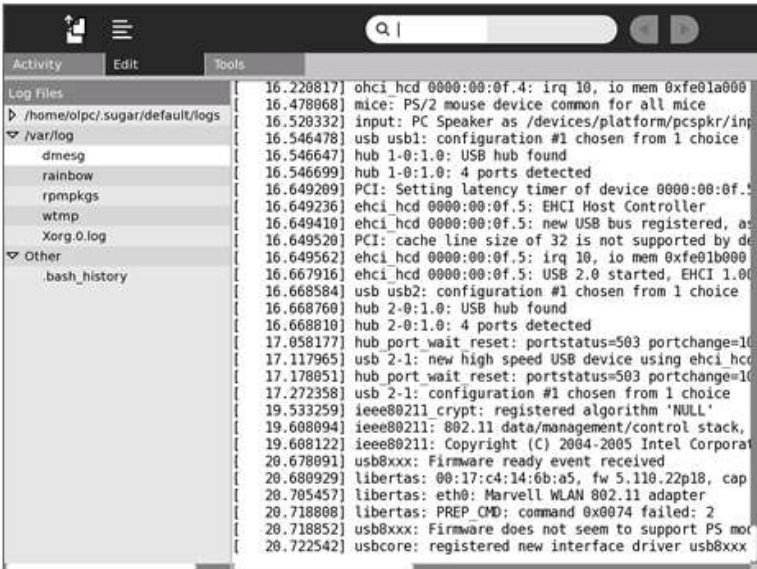 Activity
Edit
Tools
Log Files
/home/olpc/.sugar/default/logs
/var/log
dmesg
rainbow
rpmpkgs
wtmp
Xorg.0.log
Other
.bash_history
[ 16.220817] ohci_hcd 0000:00:0f.4: irq 10, io mem 0xfe01a000
[ 16.478068] mice: PS/2 mouse device common for all mice
[ 16.520332] input: PC Speaker as /devices/platform/pcspkr/inp
[ 16.546478] usb usb1: configuration #1 chosen from 1 choice
[ 16.546647] hub 1-0:1.0: USB hub found
[ 16.546699] hub 1-0:1.0: 4 ports detected
[ 16.649209] PCI: Setting latency timer of device 0000:00:0f.5
[ 16.649236] ehci_hcd 0000:00:0f.5: EHCI Host Controller
[ 16.649410] ehci_hcd 0000:00:0f.5: new USB bus registered, as
[ 16.649520] PCI: cache line size of 32 is not supported by de
[ 16.649562] ehci_hcd 0000:00:0f.5: irq 10, io mem 0xfe01b000
[ 16.667916] ehci_hcd 0000:00:0f.5: USB 2.0 started, EHCI 1.00
[ 16.668584] usb usb2: configuration #1 chosen from 1 choice
[ 16.668760] hub 2-0:1.0: USB hub found
[ 16.668810] hub 2-0:1.0: 4 ports detected
[ 17.058177] hub_port_wait_reset: portstatus=503 portchange=10
[ 17.117965] usb 2-1: new high speed USB device using ehci_hcd
[ 17.178051] hub_port_wait_reset: portstatus=503 portchange=10
[ 17.272358] usb 2-1: configuration #1 chosen from 1 choice
[ 19.533259] ieee80211_crypt: registered algorithm 'NULL'
[ 19.608094] ieee80211: 802.11 data/management/control stack,
[ 19.608122] ieee80211: Copyright (C) 2004-2005 Intel Corporat
[ 20.678091] usb8xxx: Firmware ready event received
[ 20.680929] libertas: 00:17:c4:14:6b:a5, fw 5.110.22p18, cap
[ 20.705457] libertas: eth0: Marvell WLAN 802.11 adapter
[ 20.718808] libertas: PREP_CMD: command 0x0074 failed: 2
[ 20.718852] usb8xxx: Firmware does not seem to support PS mod
[ 20.722542] usbcore: registered new interface driver usb8xxx